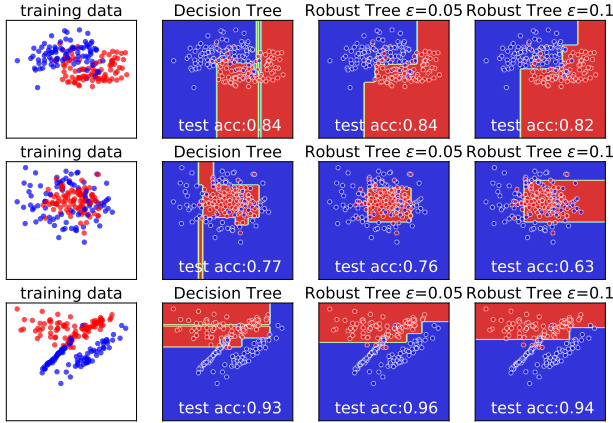 training data
Decision Tree
Robust Tree ε=0.05
Robust Tree ε=0.1
test acc:0.84
test acc:0.84
test acc:0.82
training data
Decision Tree
Robust Tree ε=0.05
Robust Tree ε=0.1
test acc:0.77
test acc:0.76
test acc:0.63
training data
Decision Tree
Robust Tree ε=0.05
Robust Tree ε=0.1
test acc:0.93
test acc:0.96
test acc:0.94